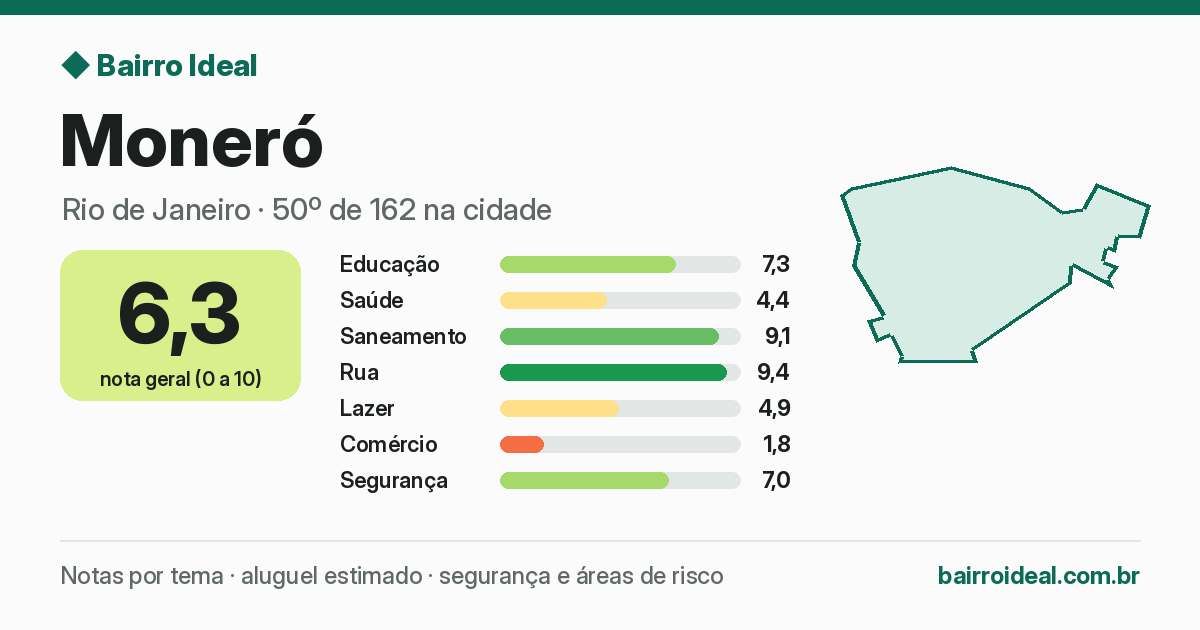 Bairro Ideal
Moneró
Rio de Janeiro · 50º de 162 na cidade
6,3
nota geral (0 a 10)
Educação 7,3
Saúde 4,4
Saneamento 9,1
Rua 9,4
Lazer 4,9
Comércio 1,8
Segurança 7,0
Notas por tema · aluguel estimado · segurança e áreas de risco
bairroideal.com.br